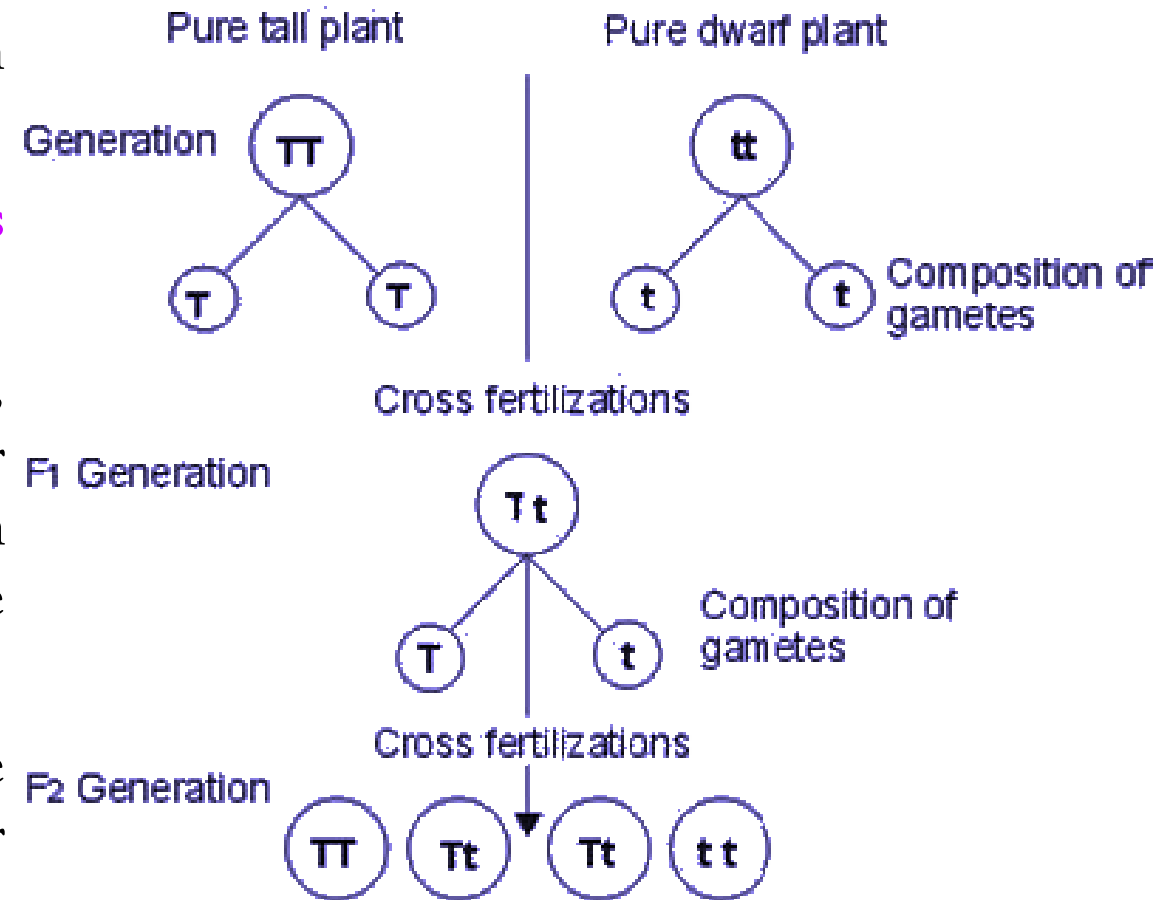 Pure tall plant
Pure dwarf plant
Generation
TT
tt
T
T
t
t
Composition of
gametes
Cross fertilizations
F1 Generation
Tt
Composition of
gametes
T
t
Cross fertilizations
F2 Generation
TT
Tt
Tt
tt